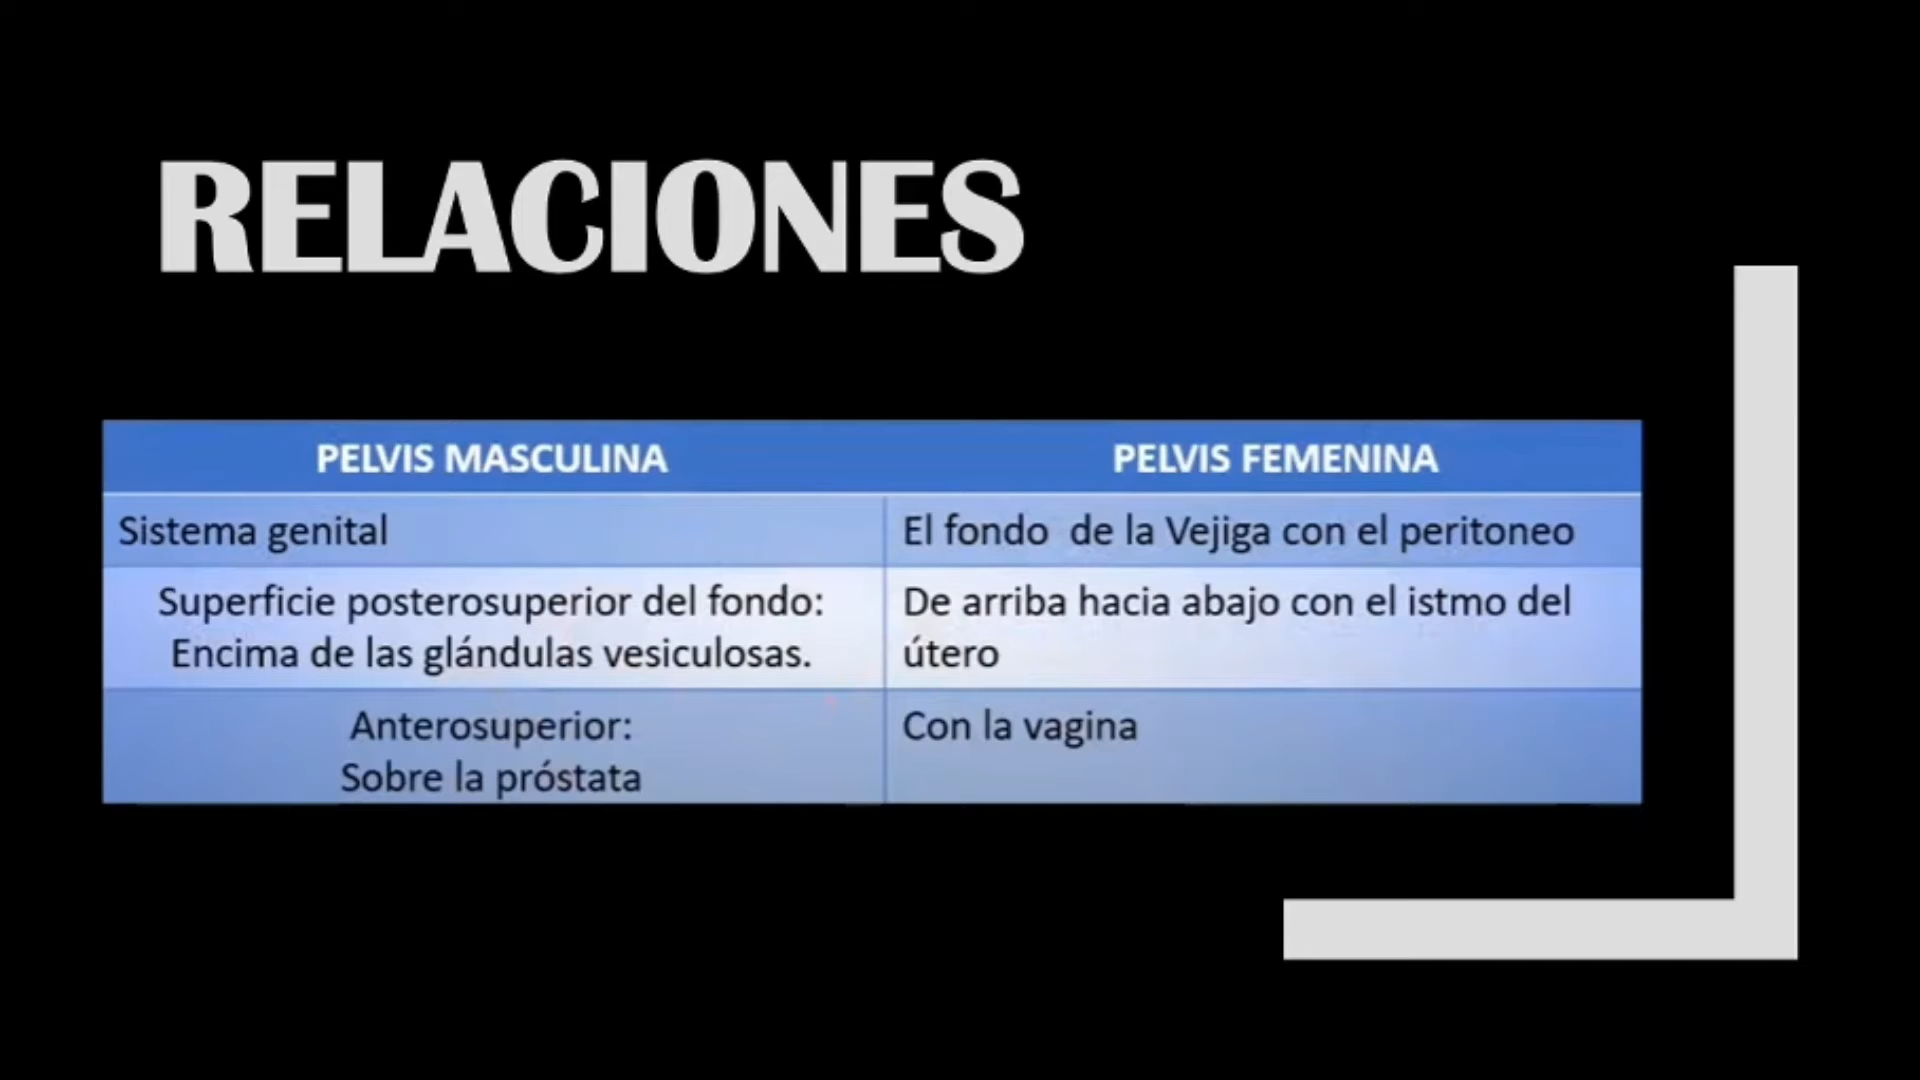 RELACIONES
PELVIS MASCULINA
PELVIS FEMENINA
Sistema genital
El fondo de la Vejiga con el peritoneo
Superficie posterosuperior del fondo:
Encima de las glándulas vesiculosas.
De arriba hacia abajo con el istmo del
útero
Anterosuperior:
Sobre la próstata
Con la vagina